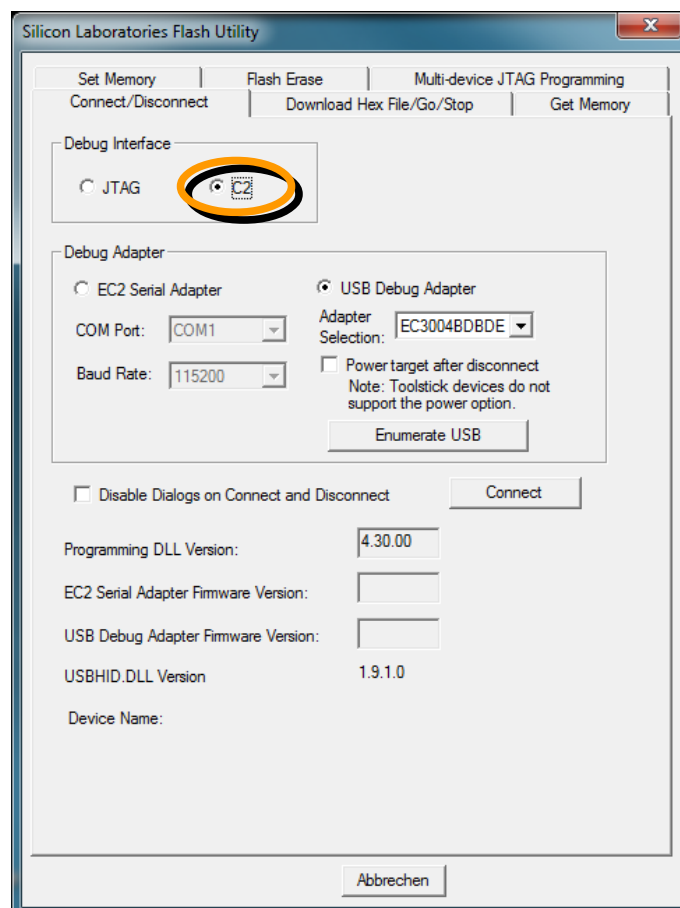 Silicon Laboratories Flash Utility
Set Memory
Flash Erase
Multi-device JTAG Programming
Connect/Disconnect
Download Hex File/Go/Stop
Get Memory
Debug Interface
JTAG
C2
Debug Adapter
EC2 Serial Adapter
USB Debug Adapter
COM Port:
COM1
Adapter
Selection:
EC3004BDBDE
Baud Rate:
115200
Power target after disconnect
Note: Toolstick devices do not
support the power option.
Enumerate USB
Disable Dialogs on Connect and Disconnect
Connect
Programming DLL Version:
4.30.00
EC2 Serial Adapter Firmware Version:
USB Debug Adapter Firmware Version:
USBHID.DLL Version
1.9.1.0
Device Name:
Abbrechen